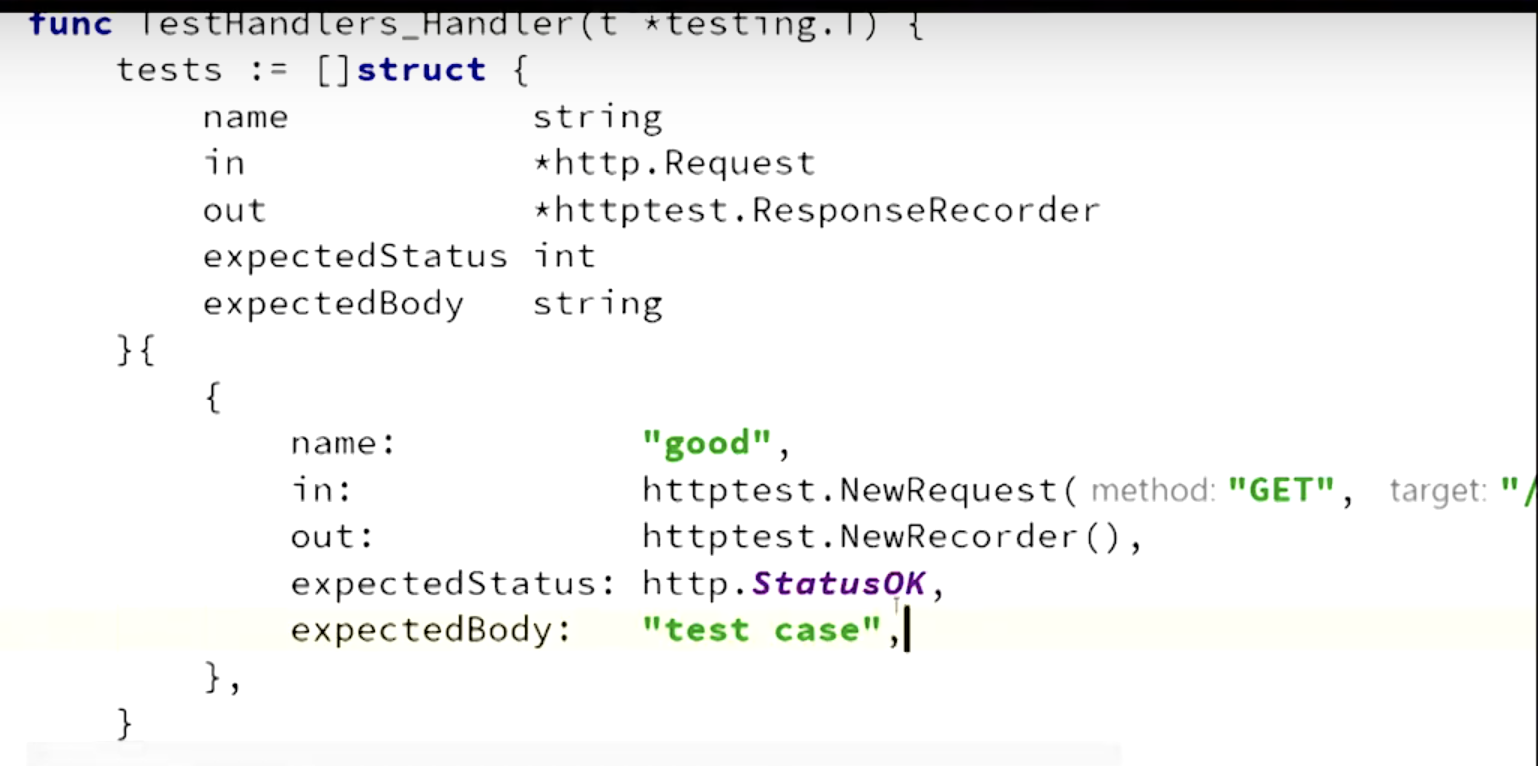 func TestHandlers_Handler(t *testing.T) {
tests := []struct {
name string
in *http.Request
out *httptest.ResponseRecorder
expectedStatus int
expectedBody string
}{
{
name: "good",
in: httptest.NewRequest( method: "GET", target: "/
out: httptest.NewRecorder(),
expectedStatus: http.StatusOK,
expectedBody: "test case",
},
}